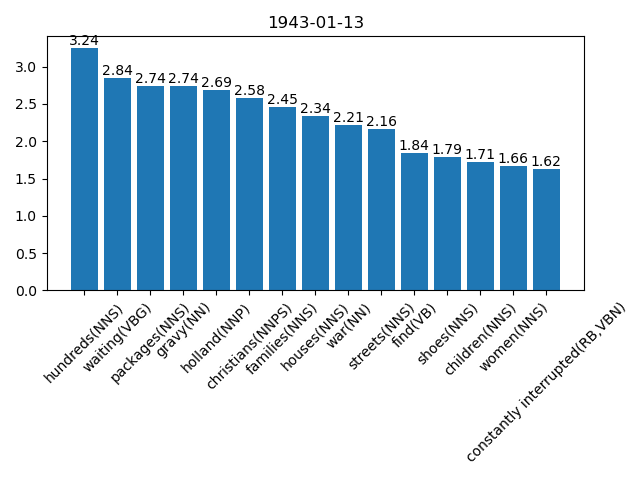 1943-01-13
3.24
2.84
2.74
2.74
2.69
2.58
2.45
2.34
2.21
2.16
1.84
1.79
1.71
1.66
1.62
3.0
2.5
2.0
1.5
1.0
0.5
0.0
hundreds(NNS)
waiting(VBG)
packages(NNS)
gravy(NN)
holland(NNP)
christians(NNPS)
families(NNS)
houses(NNS)
war(NN)
streets(NNS)
find(VB)
shoes(NNS)
children(NNS)
women(NNS)
constantly interrupted(RB,VBN)